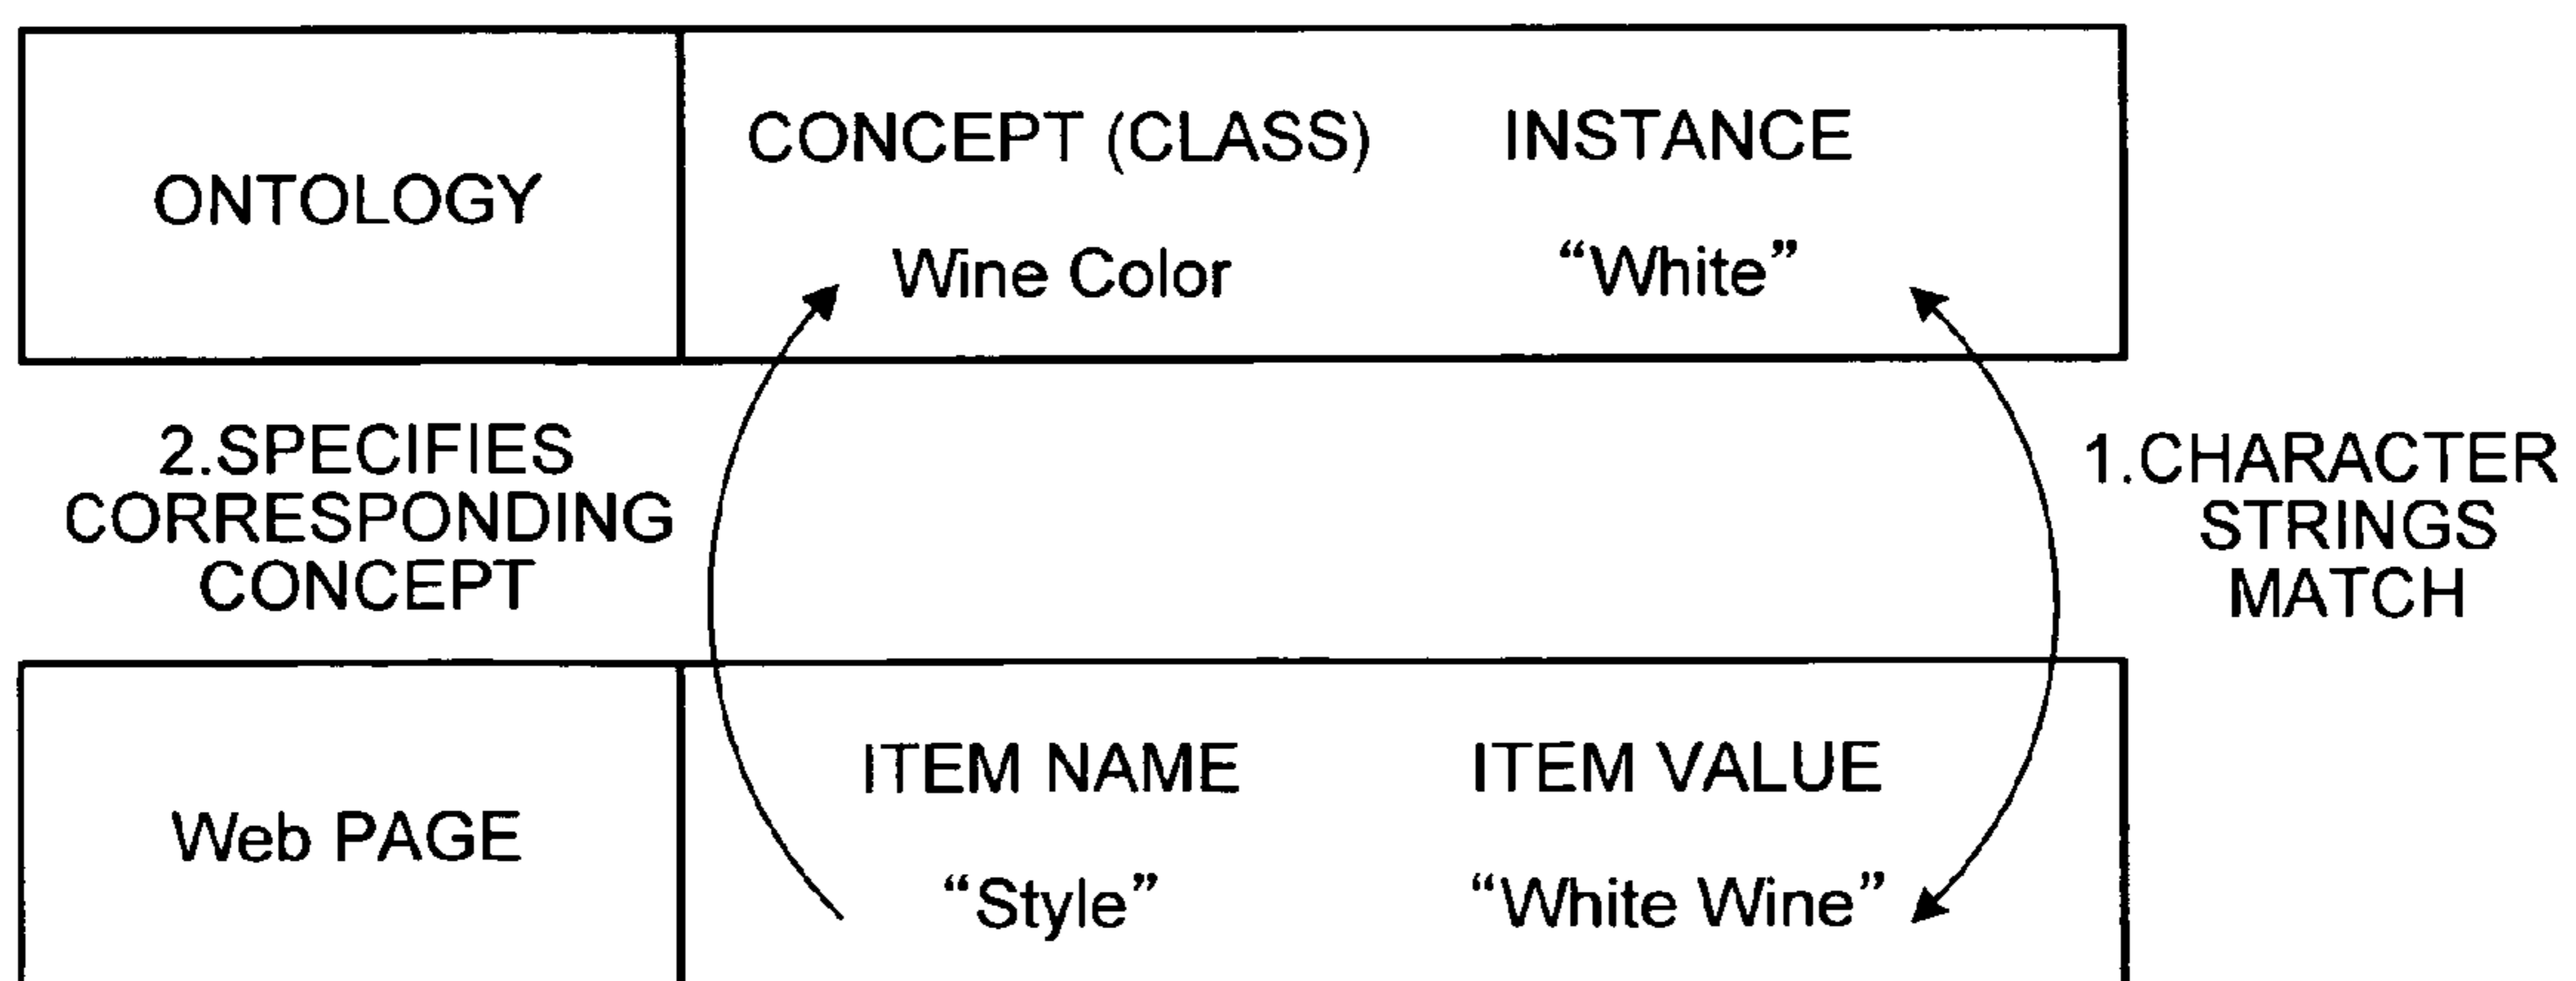 ONTOLOGY
CONCEPT (CLASS) INSTANCE
Wine Color “White”
2.SPECIFIES
CORRESPONDING
CONCEPT
1.CHARACTER
STRINGS
MATCH
Web PAGE
ITEM NAME ITEM VALUE
“Style” “White Wine”